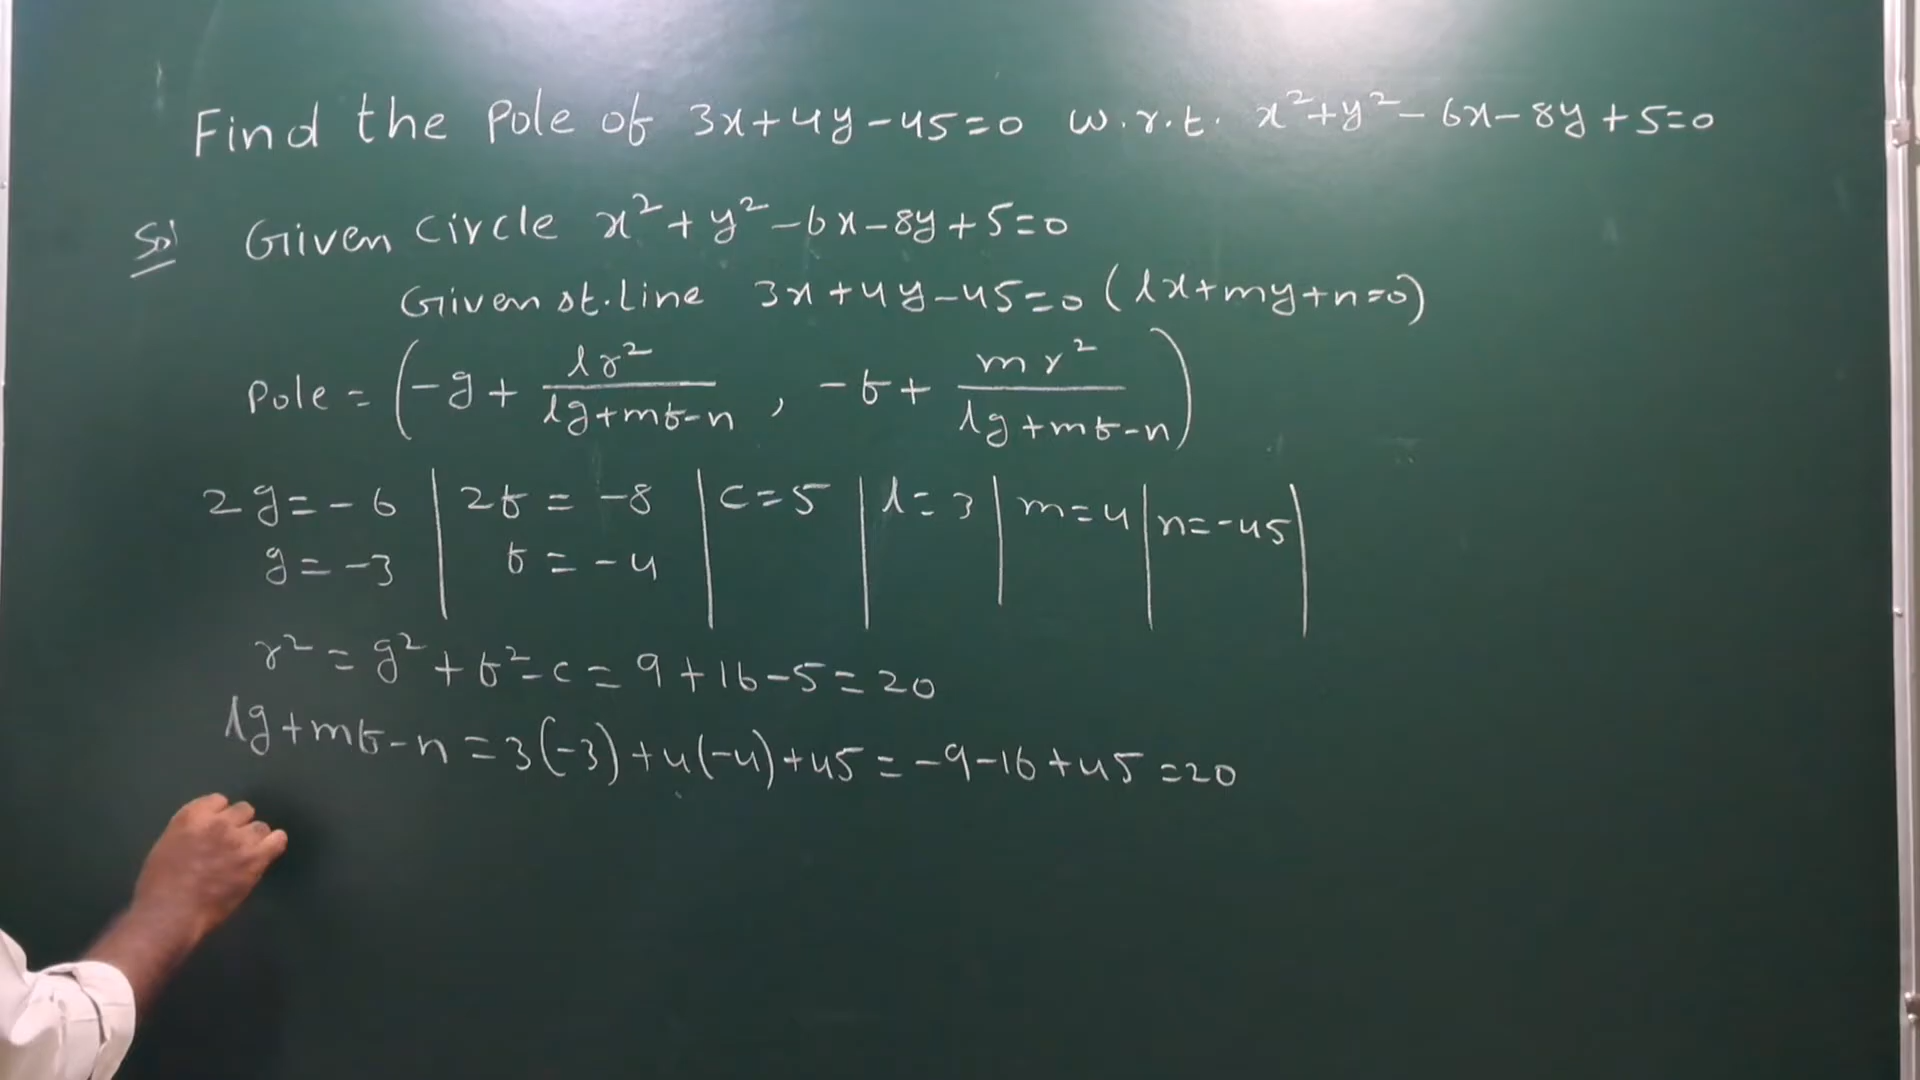 Find the Pole of 3x+4y-45=0 w.r.t. x²+y²-6x-8y+5=0
Sol Given Circle x²+y²-6x-8y+5=0
Given st.line 3x+4y-45=0 (lx+my+n=0)
Pole = (-g + lr²/(lg+mf-n), -f + mr²/(lg+mf-n))
2g=-6 | 2f=-8 | c=5 | l=3 | m=4 | n=-45 |
g=-3 | f=-4
r² = g²+f²-c = 9+16-5=20
lg+mf-n = 3(-3)+4(-4)+45 = -9-16+45 =20